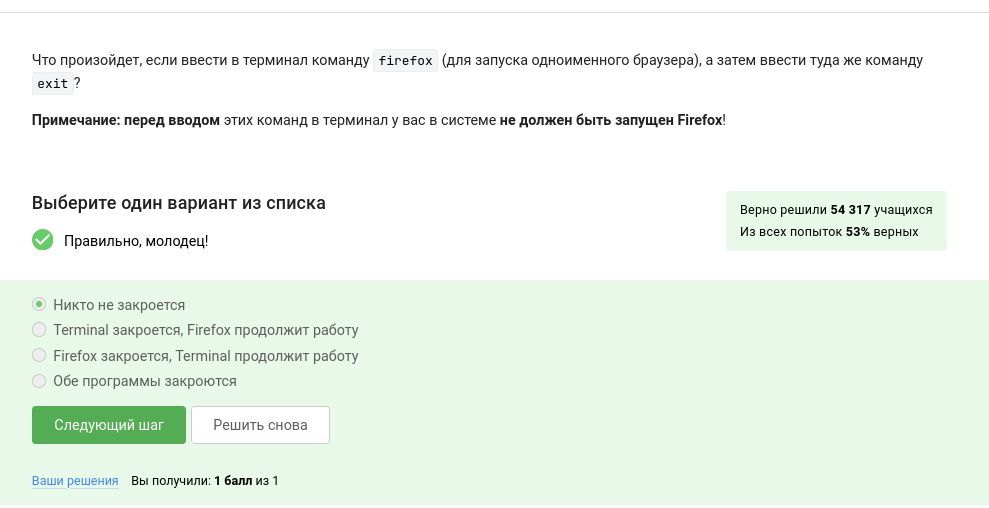 Что произойдет, если ввести в терминал команду firefox (для запуска одноименного браузера), а затем ввести туда же команду
exit ?
Примечание: перед вводом этих команд в терминал у вас в системе не должен быть запущен Firefox!
Выберите один вариант из списка
Верно решили 54 317 учащихся
Из всех попыток 53% верных
Правильно, молодец!
Никто не закроется
Terminal закроется, Firefox продолжит работу
Firefox закроется, Terminal продолжит работу
Обе программы закроются
Следующий шаг
Решить снова
Ваши решения Вы получили: 1 балл из 1